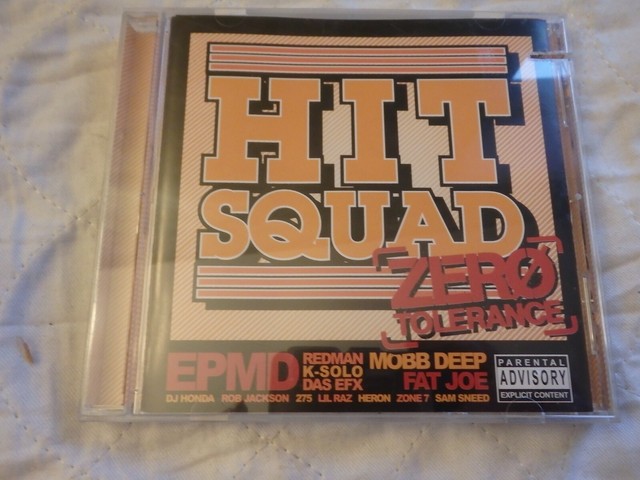 HIT
SQUAD
ZERØ
TOLERANCE
EPMD
REDMAN
K-SOLO
DAS EFX
MOBB DEEP
FAT JOE
DJ HONDA ROB JACKSON 275 LIL RAZ HERON ZONE 7 SAM SNEED
PARENTAL
ADVISORY
EXPLICIT CONTENT